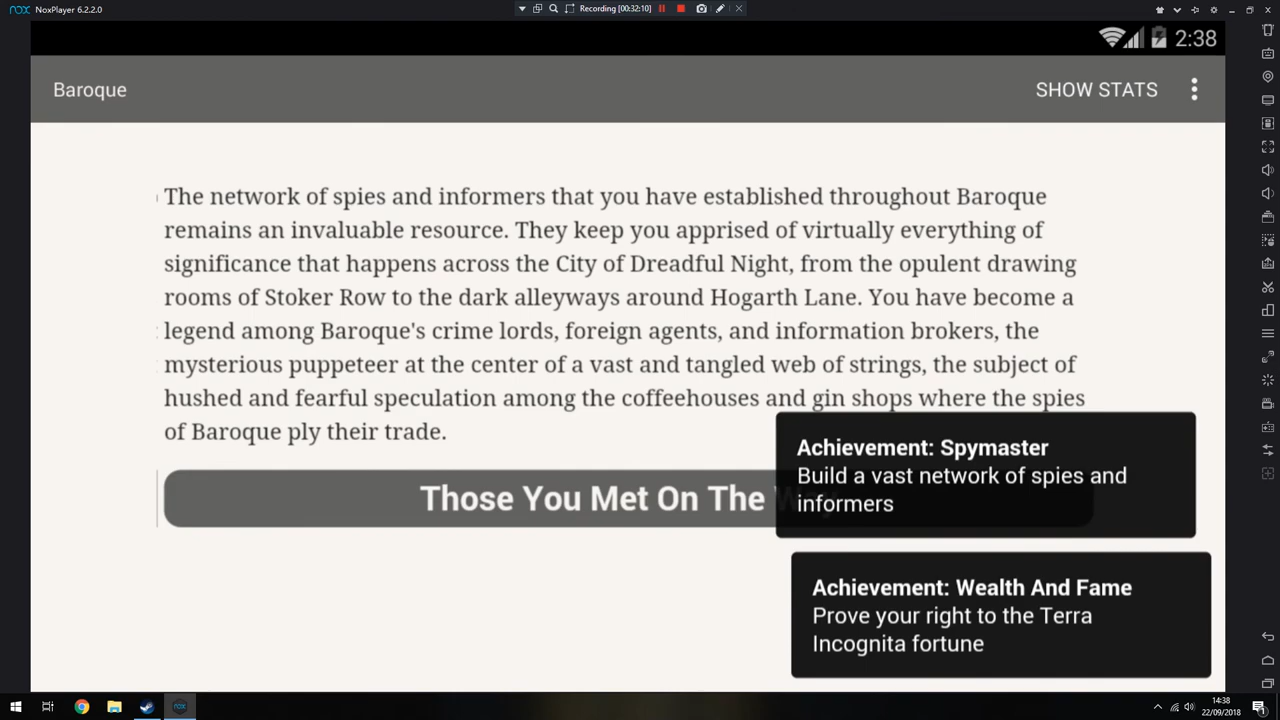 NoxPlayer 6.2.2.0
Recording [00:32:10]
2:38
Baroque
SHOW STATS
The network of spies and informers that you have established throughout Baroque
remains an invaluable resource. They keep you apprised of virtually everything of
significance that happens across the City of Dreadful Night, from the opulent drawing
rooms of Stoker Row to the dark alleyways around Hogarth Lane. You have become a
legend among Baroque's crime lords, foreign agents, and information brokers, the
mysterious puppeteer at the center of a vast and tangled web of strings, the subject of
hushed and fearful speculation among the coffeehouses and gin shops where the spies
of Baroque ply their trade.
Those You Met On The Way
Achievement: Spymaster
Build a vast network of spies and
informers
Achievement: Wealth And Fame
Prove your right to the Terra
Incognita fortune
nox
14:38
22/09/2018